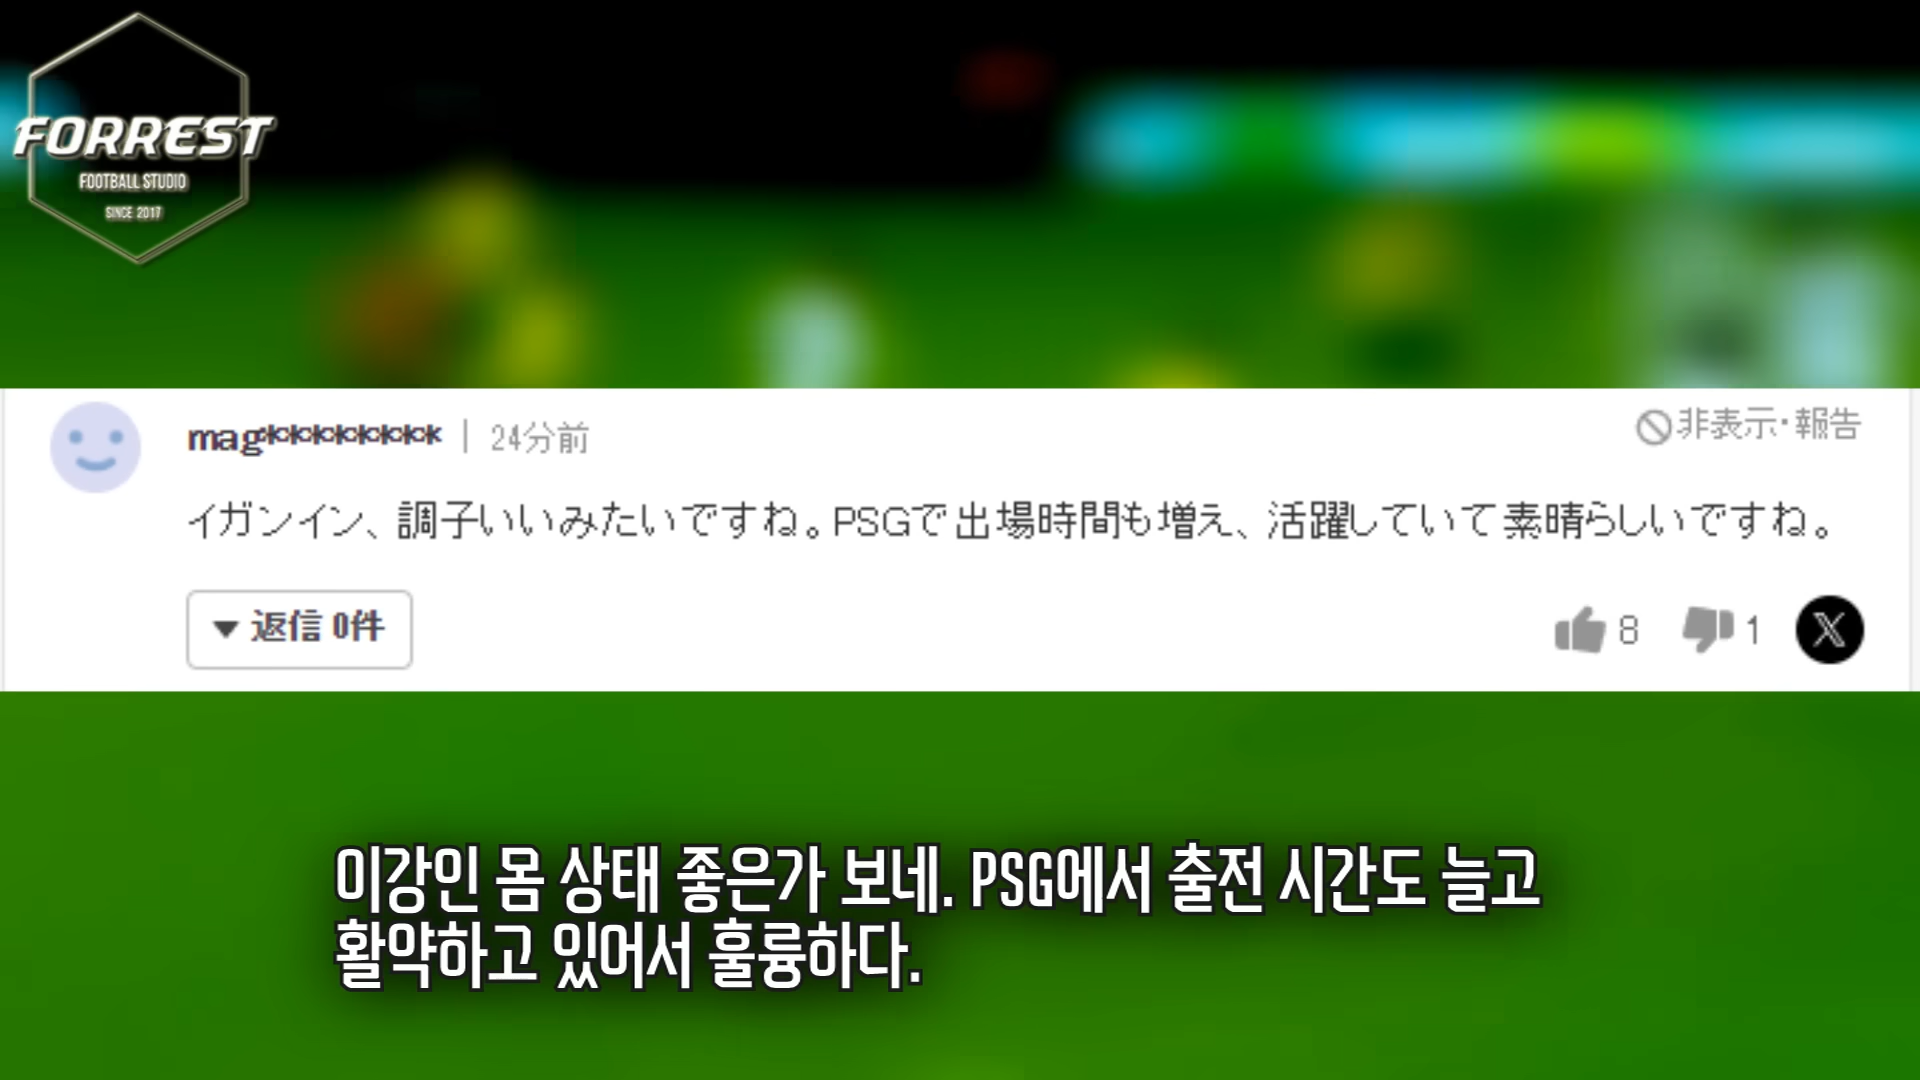 FORREST
FOOTBALL STUDIO
SINCE 2017
mag********* | 24分前
非表示・報告
イガンイン、調子いいみたいですね。PSGで出場時間も増え、活躍していて素晴らしいですね。
返信 0件
8
1
이강인 몸 상태 좋은가 보네. PSG에서 출전 시간도 늘고
활약하고 있어서 훌륭하다.